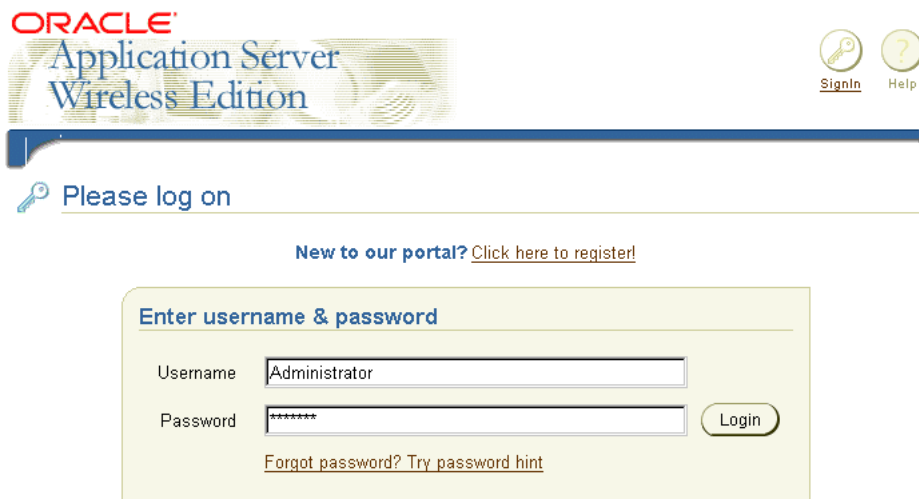 ORACLE
Application Server
Wireless Edition
SignIn
Help
Please log on
New to our portal? Click here to register!
Enter username & password
Username
Administrator
Password
*******
Login
Forgot password? Try password hint